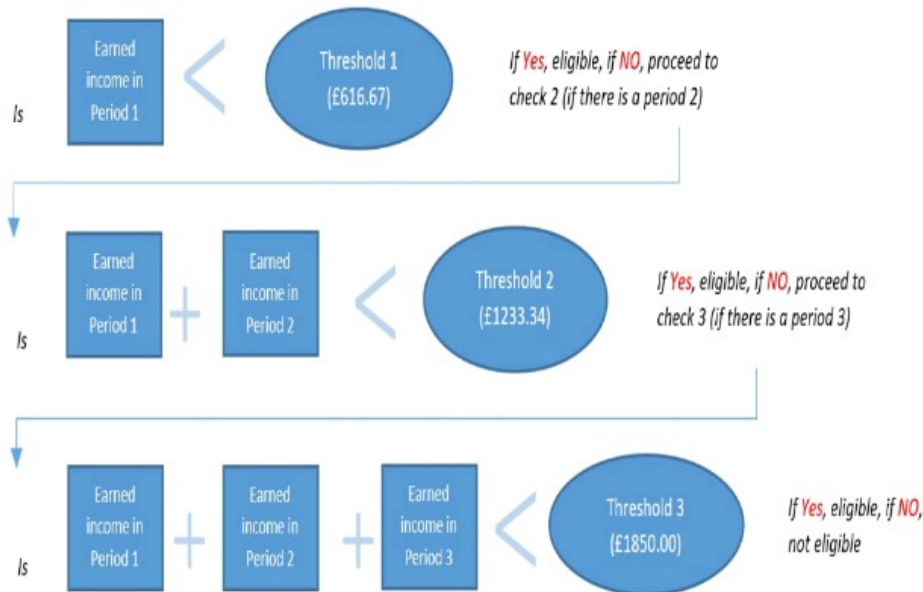 Is
Earned
income in
Period 1
<
Threshold 1
(£616.67)
If Yes, eligible, if NO, proceed to
check 2 (if there is a period 2)
Is
Earned
income in
Period 1
+
Earned
income in
Period 2
<
Threshold 2
(£1233.34)
If Yes, eligible, if NO, proceed to
check 3 (if there is a period 3)
Is
Earned
income in
Period 1
+
Earned
income in
Period 2
+
Earned
income in
Period 3
<
Threshold 3
(£1850.00)
If Yes, eligible, if NO,
not eligible